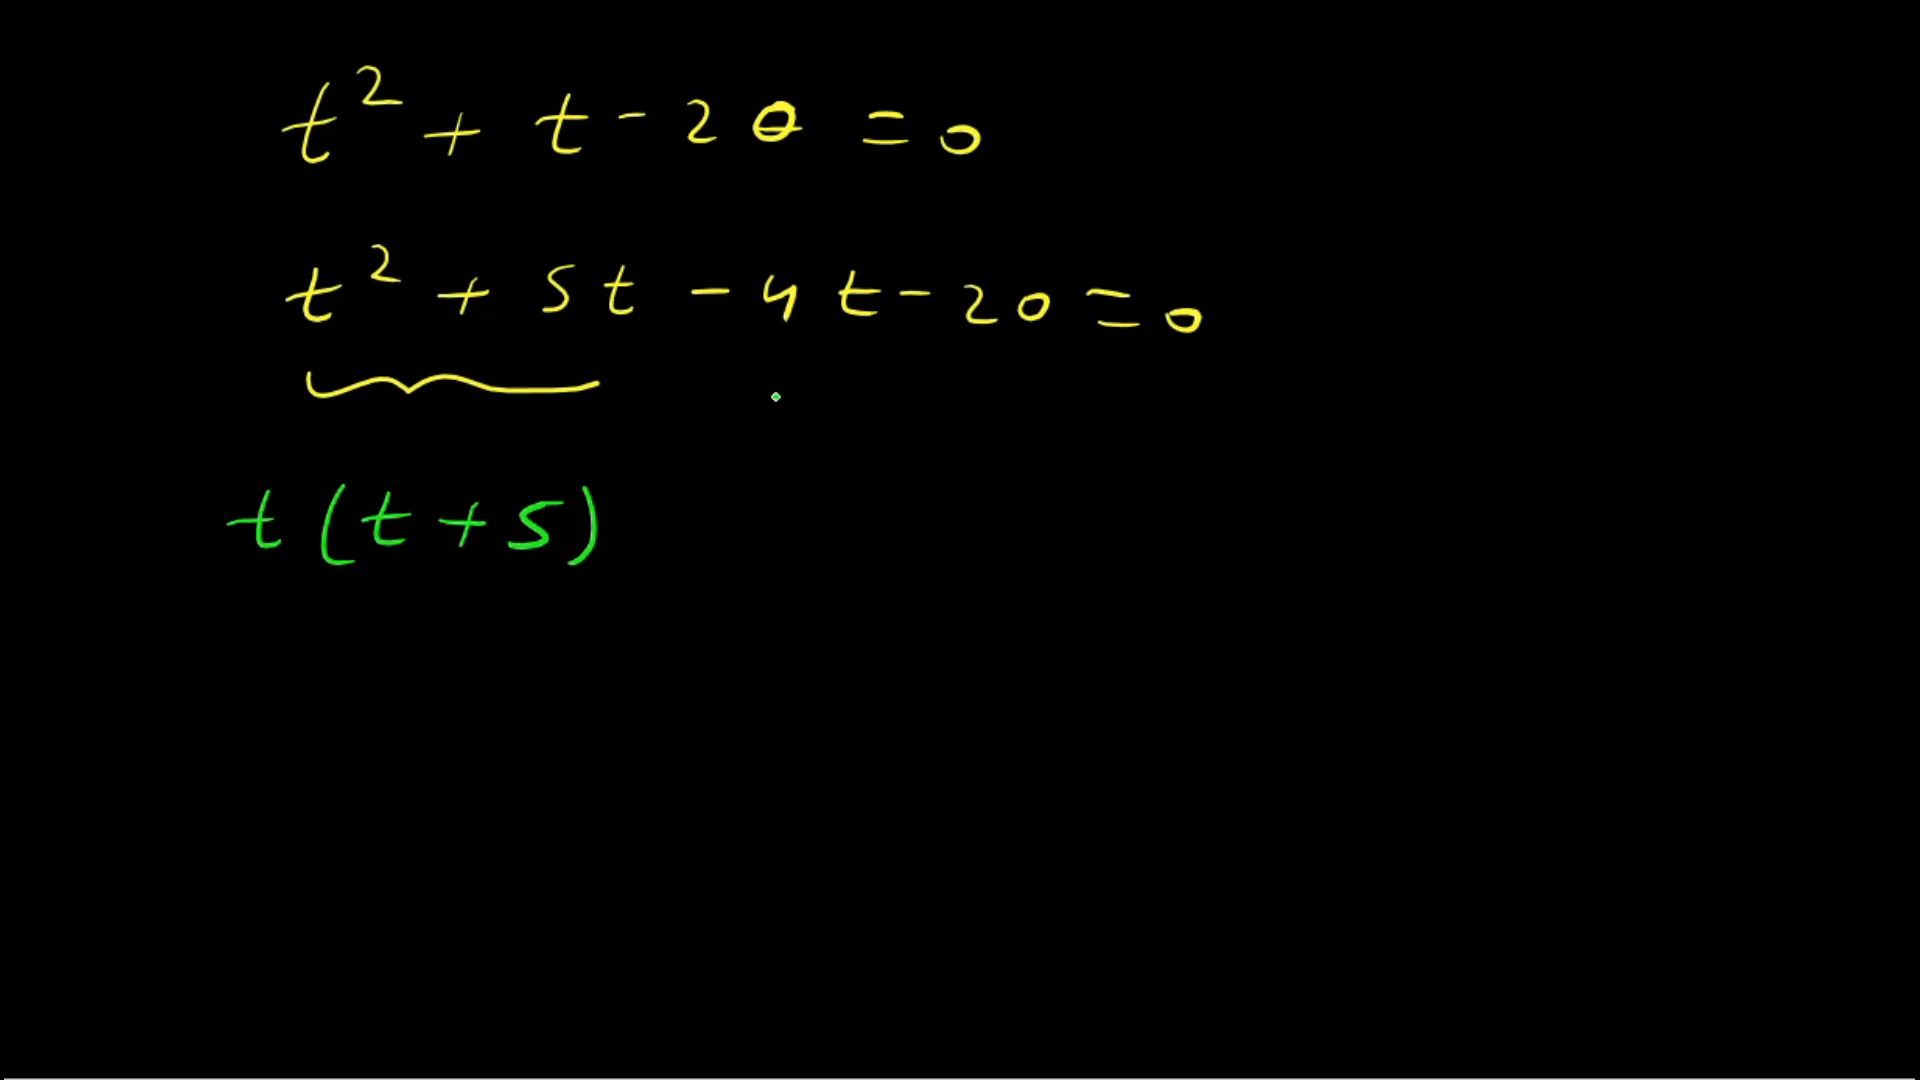 t² + t - 20 = 0
t² + 5t - 4t - 20 = 0
t(t + 5)